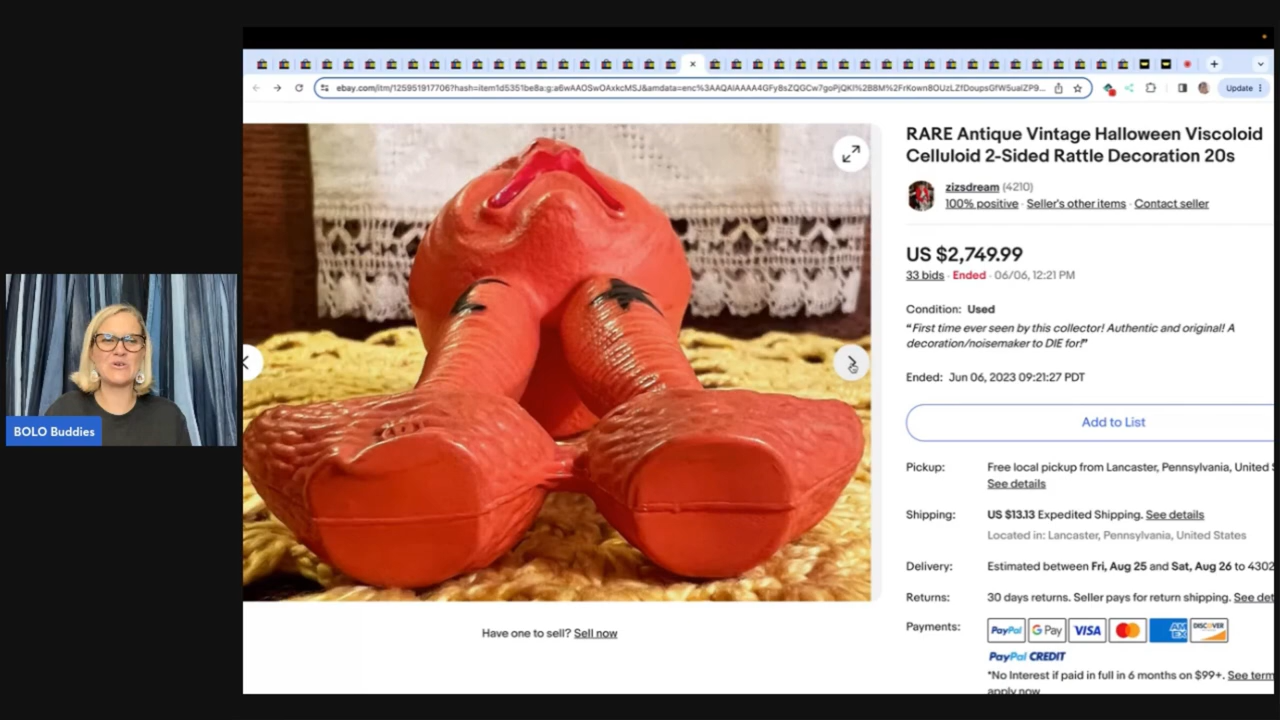 ebay.com/itm/125951917706?hash=item1d5351be8a:g:a6wAAOSwOAxkcMSJ&amdata=enc%3AAQAIAAAA4GFy8sZQGCw7goPjQKI%2B8M%2FrKown8OUzLZfDoupsGfW5uaIZP9...
Update
RARE Antique Vintage Halloween Viscoloid
Celluloid 2-Sided Rattle Decoration 20s
zizsdream (4210)
100% positive · Seller's other items · Contact seller
US $2,749.99
33 bids · Ended · 06/06, 12:21 PM
Condition: Used
"First time ever seen by this collector! Authentic and original! A
decoration/noisemaker to DIE for!"
Ended: Jun 06, 2023 09:21:27 PDT
Add to List
Pickup: Free local pickup from Lancaster, Pennsylvania, United S
See details
Shipping: US $13.13 Expedited Shipping. See details
Located in: Lancaster, Pennsylvania, United States
Delivery: Estimated between Fri, Aug 25 and Sat, Aug 26 to 4302
Returns: 30 days returns. Seller pays for return shipping. See det
Payments: PayPal G Pay VISA MasterCard AM EX DISCOVER
PayPal CREDIT
*No Interest if paid in full in 6 months on $99+. See term
apply now
Have one to sell? Sell now
BOLO Buddies